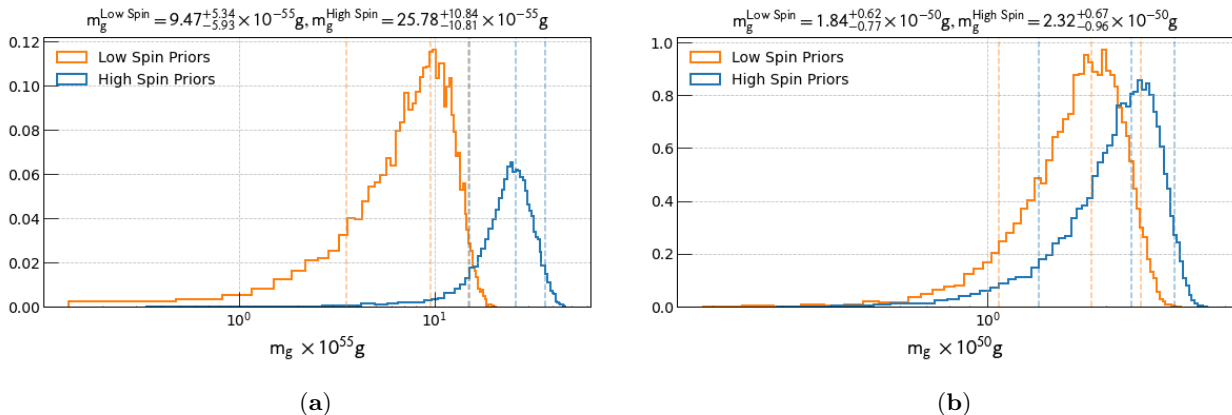 m_g^{Low Spin} = 9.47^{+5.34}_{-5.93} × 10^{-55}g, m_g^{High Spin} = 25.78^{+10.84}_{-10.81} × 10^{-55}g
0.12
0.10
0.08
0.06
0.04
0.02
0.00
Low Spin Priors
High Spin Priors
10^0
10^1
m_g × 10^{55}g
(a)
m_g^{Low Spin} = 1.84^{+0.62}_{-0.77} × 10^{-50}g, m_g^{High Spin} = 2.32^{+0.67}_{-0.96} × 10^{-50}g
1.0
0.8
0.6
0.4
0.2
0.0
Low Spin Priors
High Spin Priors
10^0
m_g × 10^{50}g
(b)